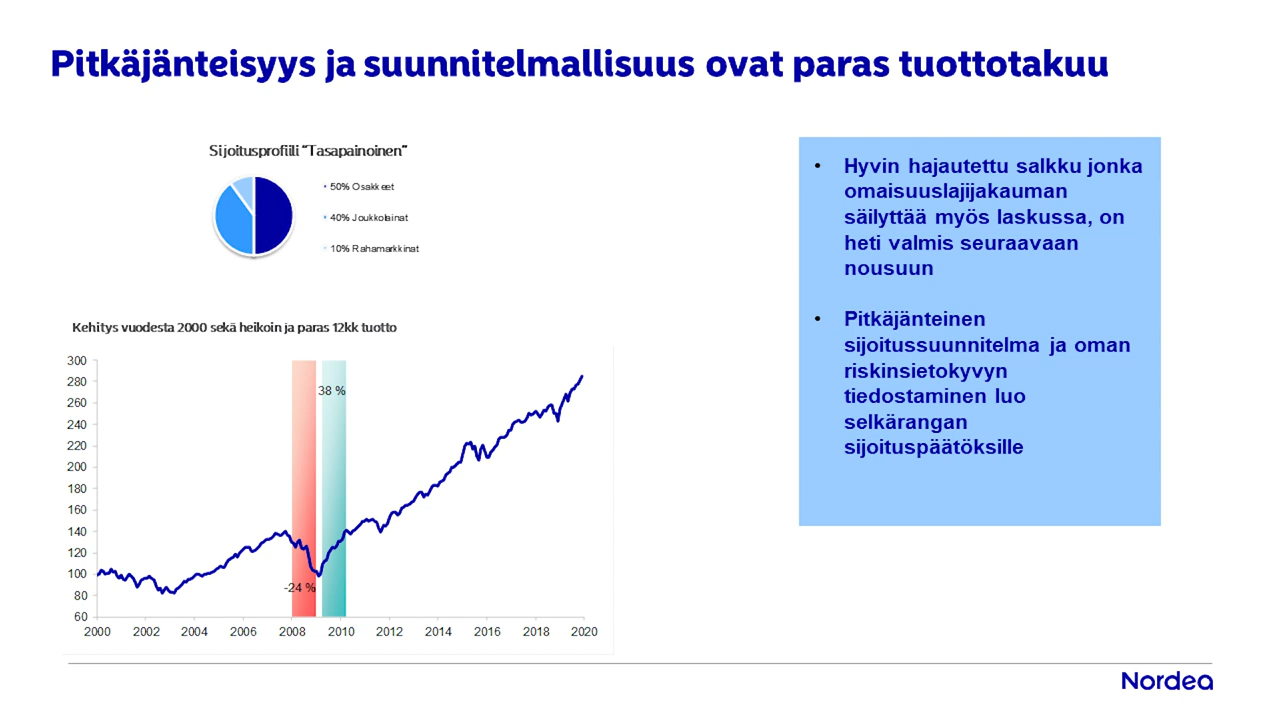 Pitkäjänteisyys ja suunnitelmallisuus ovat paras tuottotakuu
Sijoitusprofiili "Tasapainoinen"
• 50% Osakkeet
• 40% Joukkolainat
• 10% Rahamarkkinat
Kehitys vuodesta 2000 sekä heikoin ja paras 12kk tuotto
300
280
260
240
220
200
180
160
140
120
100
80
60
38 %
-24 %
2000 2002 2004 2006 2008 2010 2012 2014 2016 2018 2020
• Hyvin hajautettu salkku jonka
omaisuuslajijakauman
säilyttää myös laskussa, on
heti valmis seuraavaan
nousuun
• Pitkäjänteinen
sijoitussuunnitelma ja oman
riskinsietokyvyn
tiedostaminen luo
selkärangan
sijoituspäätöksille
Nordea